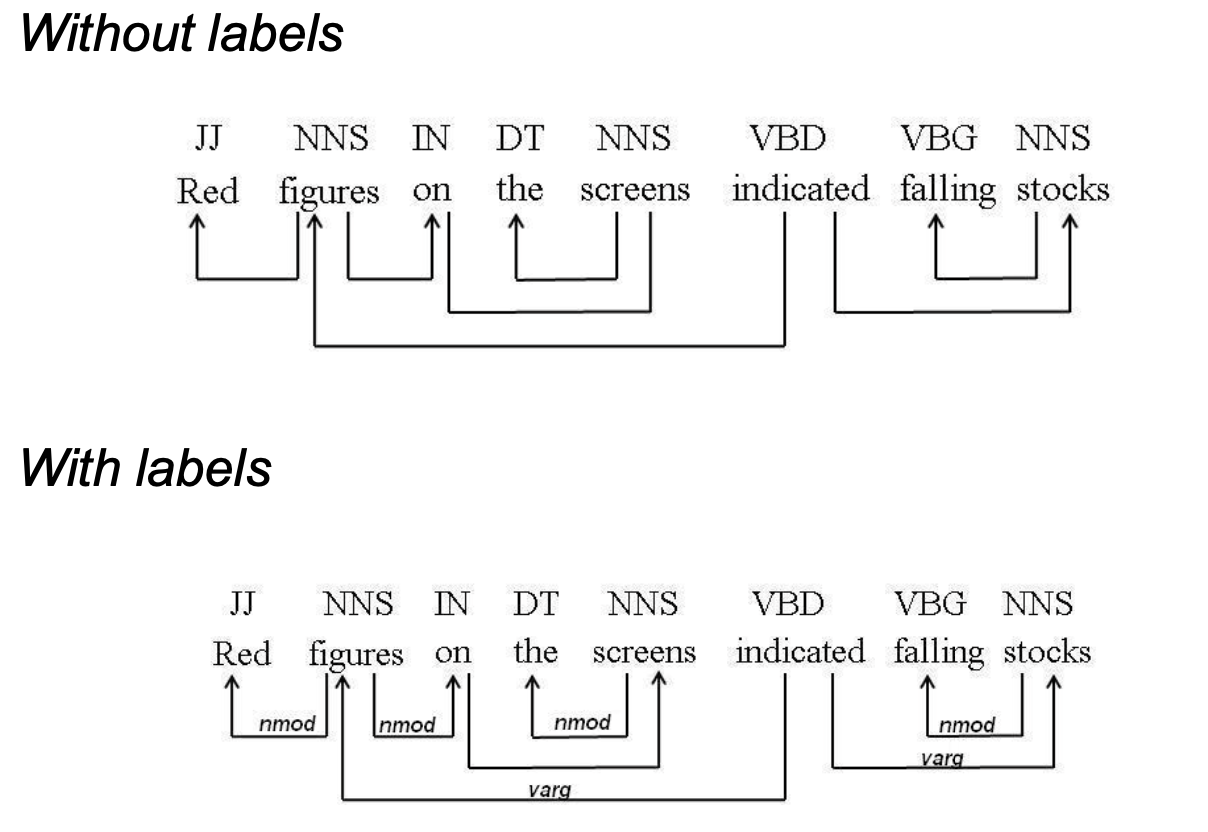 Without labels
JJ NNS IN DT NNS VBD VBG NNS
Red figures on the screens indicated falling stocks
With labels
JJ NNS IN DT NNS VBD VBG NNS
Red figures on the screens indicated falling stocks
nmod nmod nmod nmod
varg
varg